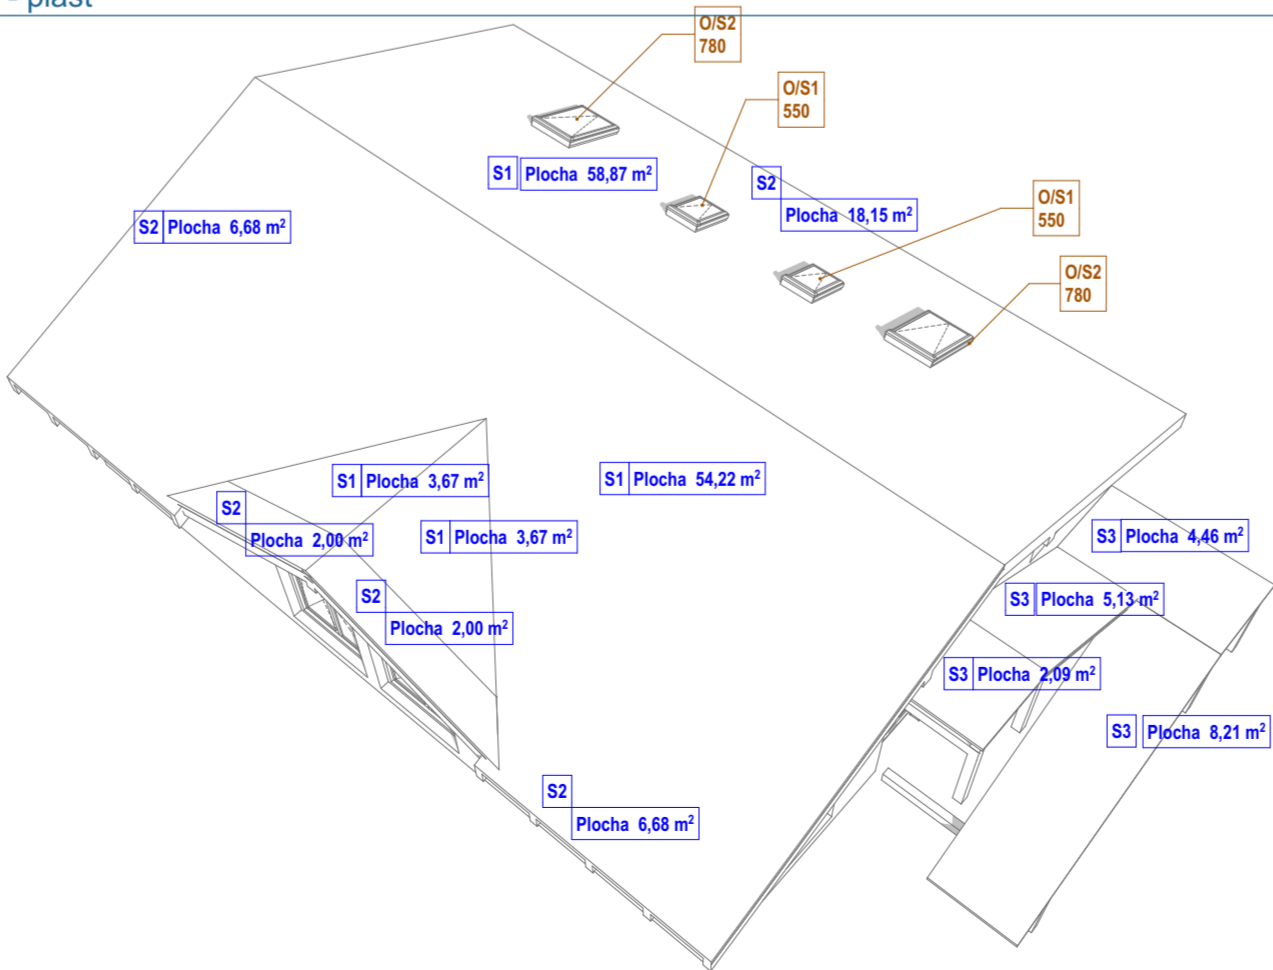 - plast
O/S2
780
O/S1
550
S1 Plocha 58,87 m²
S2
Plocha 18,15 m²
O/S1
550
S2 Plocha 6,68 m²
O/S2
780
S1 Plocha 3,67 m²
S1 Plocha 54,22 m²
S2
Plocha 2,00 m²
S1 Plocha 3,67 m²
S3 Plocha 4,46 m²
S2
Plocha 2,00 m²
S3 Plocha 5,13 m²
S3 Plocha 2,09 m²
S3 Plocha 8,21 m²
S2
Plocha 6,68 m²